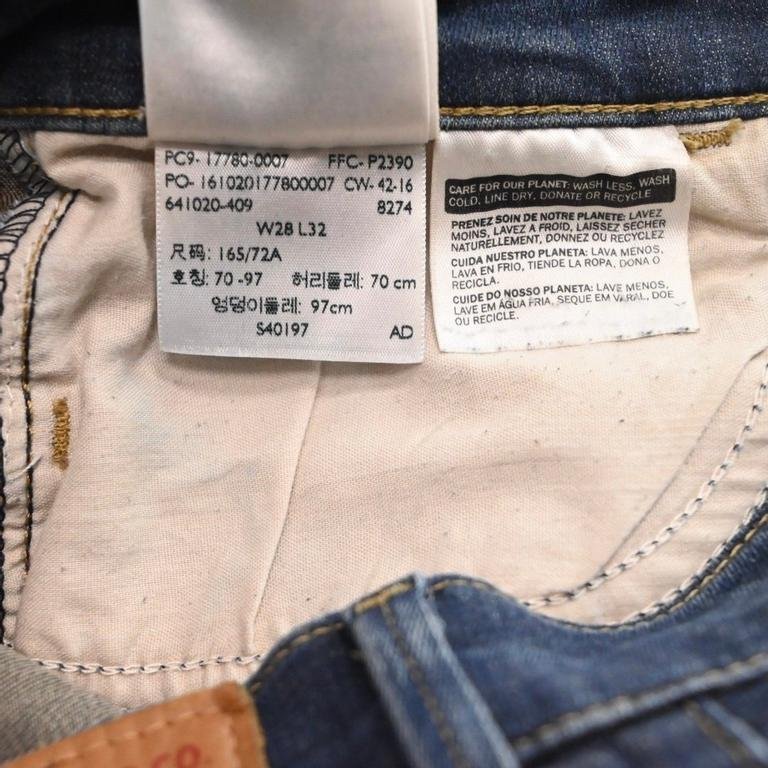 PC9- 17780-0007 FFC- P2390
PO- 161020177800007 CW- 42-16
641020-409 8274
W28 L32
尺码: 165/72A
호칭: 70 -97 허리둘레: 70 cm
엉덩이둘레: 97cm
S40197 AD
CARE FOR OUR PLANET: WASH LESS, WASH
COLD, LINE DRY, DONATE OR RECYCLE
PRENEZ SOIN DE NOTRE PLANETE: LAVEZ
MOINS, LAVEZ A FROID, LAISSEZ SECHER
NATURELLEMENT, DONNEZ OU RECYCLEZ
CUIDA NUESTRO PLANETA: LAVA MENOS,
LAVA EN FRIO, TIENDE LA ROPA, DONA O
RECICLA.
CUIDE DO NOSSO PLANETA: LAVE MENOS,
LAVE EM ÁGUA FRIA, SEQUE EM VARAL, DOE
OU RECICLE.
CO.